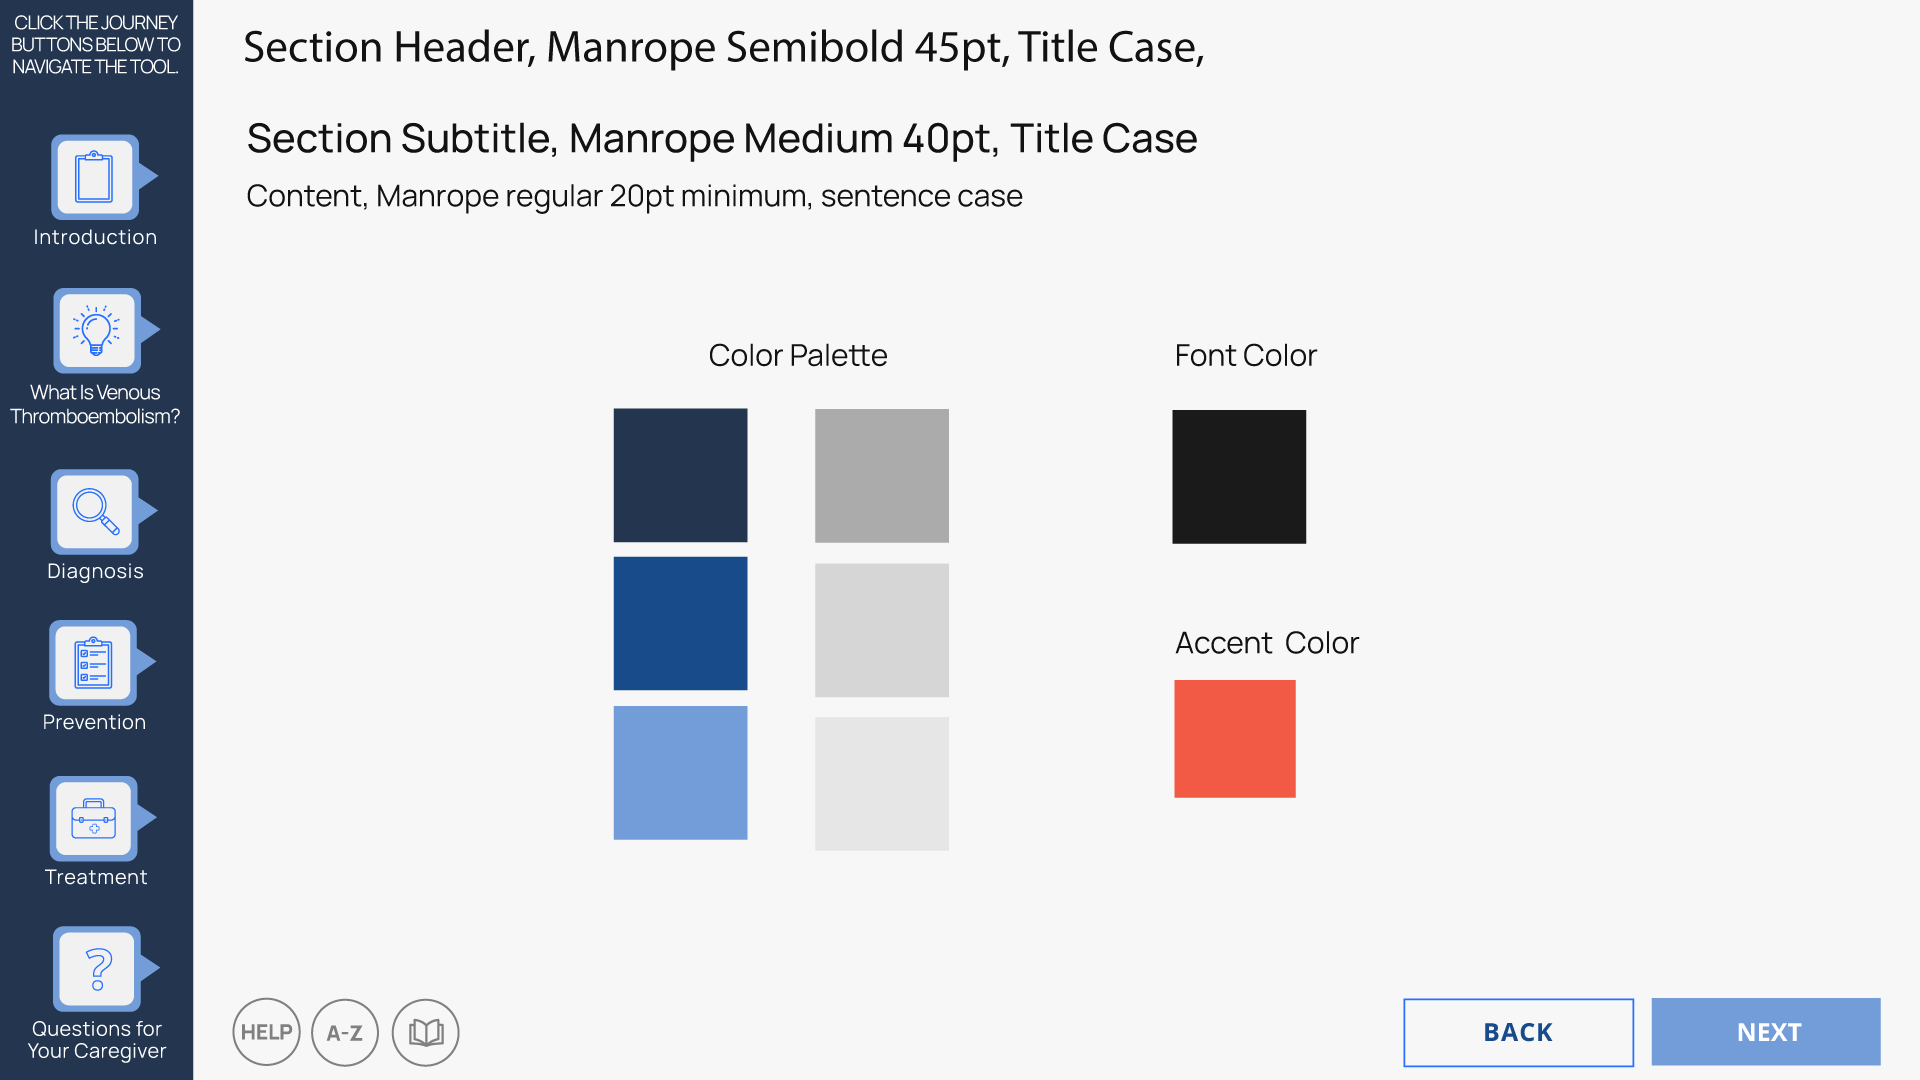 CLICK THE JOURNEY
BUTTONS BELOW TO
NAVIGATE THE TOOL.
Introduction
What Is Venous
Thromboembolism?
Diagnosis
Prevention
Treatment
?
Questions for
Your Caregiver
Section Header, Manrope Semibold 45pt, Title Case,
Section Subtitle, Manrope Medium 40pt, Title Case
Content, Manrope regular 20pt minimum, sentence case
Color Palette
Font Color
Accent Color
HELP
A-Z
BACK
NEXT